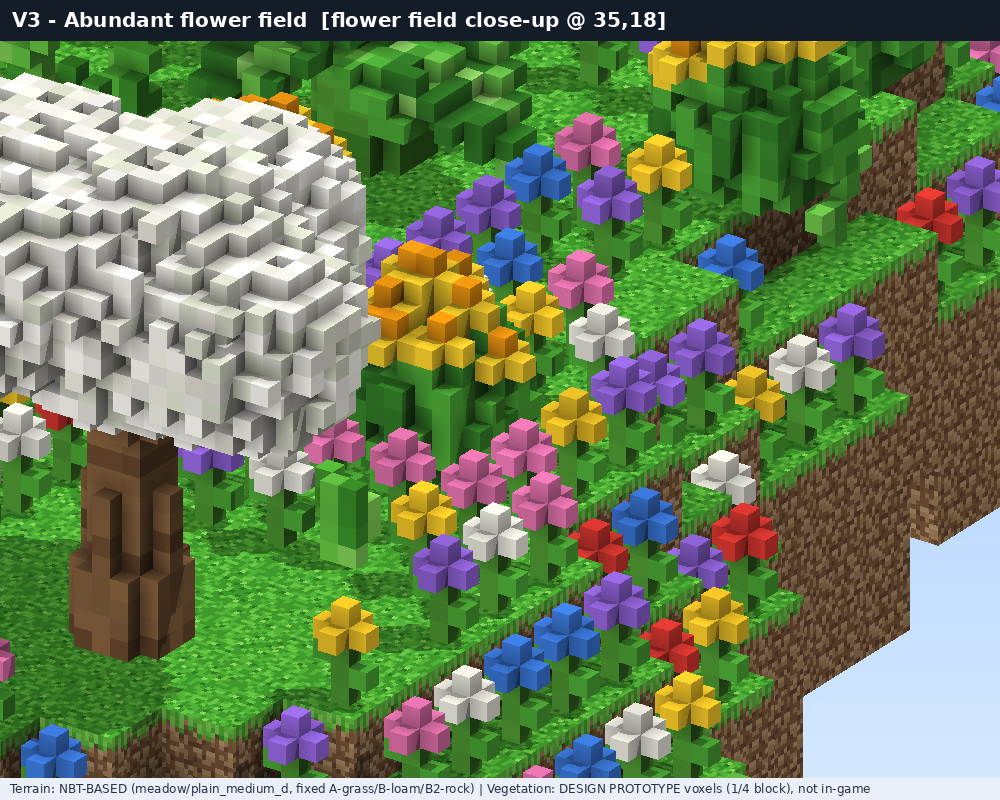 V3 - Abundant flower field  [flower field close-up @ 35,18]
Terrain: NBT-BASED (meadow/plain_medium_d, fixed A-grass/B-loam/B2-rock) | Vegetation: DESIGN PROTOTYPE voxels (1/4 block), not in-game